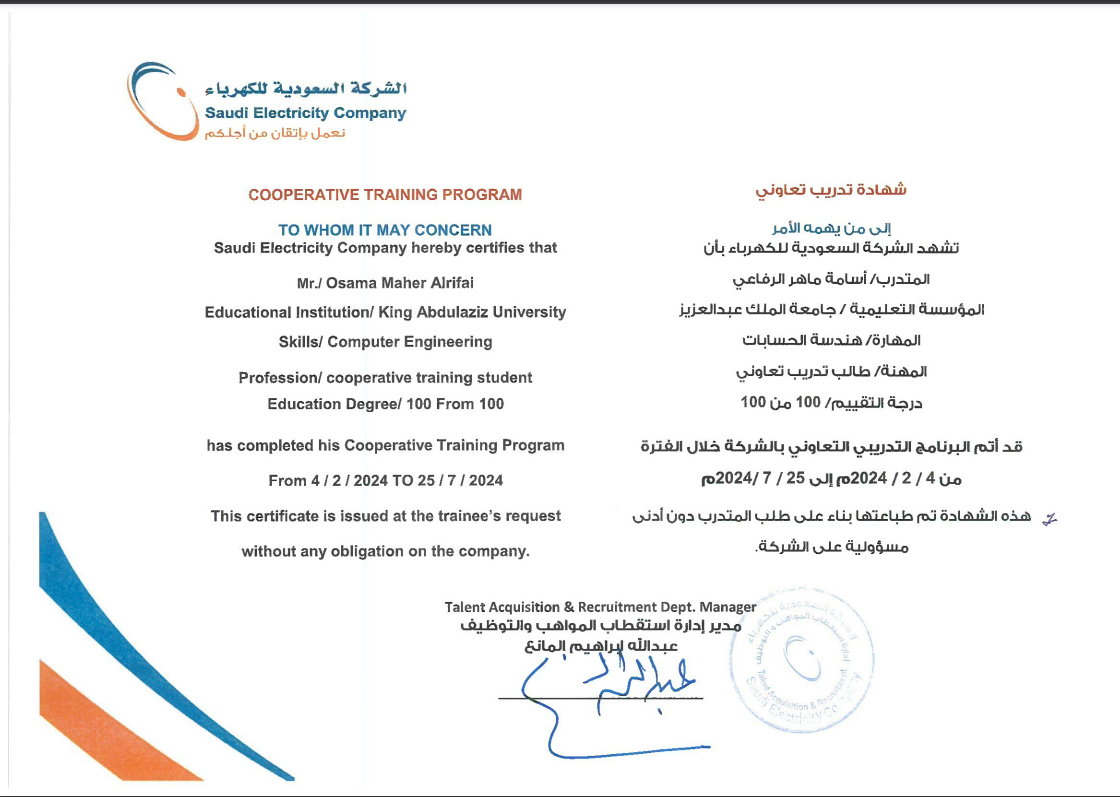 الشركة السعودية للكهرباء
Saudi Electricity Company
نعمل بإتقان من أجلكم
COOPERATIVE TRAINING PROGRAM
TO WHOM IT MAY CONCERN
Saudi Electricity Company hereby certifies that
Mr./ Osama Maher Alrifai
Educational Institution/ King Abdulaziz University
Skills/ Computer Engineering
Profession/ cooperative training student
Education Degree/ 100 From 100
has completed his Cooperative Training Program
From 4 / 2 / 2024 TO 25 / 7 / 2024
This certificate is issued at the trainee's request
without any obligation on the company.
شهادة تدريب تعاوني
إلى من يهمه الأمر
تشهد الشركة السعودية للكهرباء بأن
المتدرب/ أسامة ماهر الرفاعي
المؤسسة التعليمية / جامعة الملك عبدالعزيز
المهارة/ هندسة الحسابات
المهنة/ طالب تدريب تعاوني
درجة التقييم/ 100 من 100
قد أتم البرنامج التدريبي التعاوني بالشركة خلال الفترة
من 4 / 2 / 2024م إلى 25 / 7 /2024م
هذه الشهادة تم طباعتها بناء على طلب المتدرب دون أدنى
مسؤولية على الشركة.
Talent Acquisition & Recruitment Dept. Manager
مدير إدارة استقطاب المواهب والتوظيف
عبدالله إبراهيم المانع
الشركة السعودية للكهرباء
إدارة استقطاب المواهب و التوظيف
Talent Acquisition & Recruitment
Saudi Electricity Company